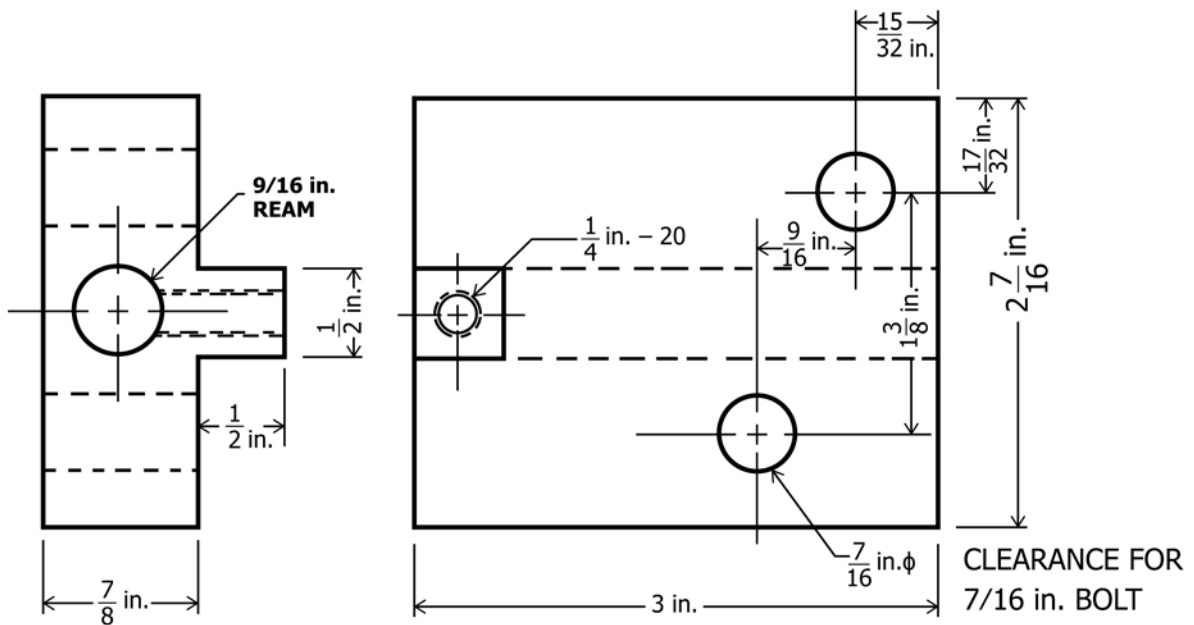 15/32 in.
17/32 in.
9/16 in.
REAM
1/4 in. – 20
9/16 in.
2 7/16 in.
1/2 in.
1 3/8 in.
1/2 in.
7/16 in.ϕ
CLEARANCE FOR
7/16 in. BOLT
7/8 in.
3 in.